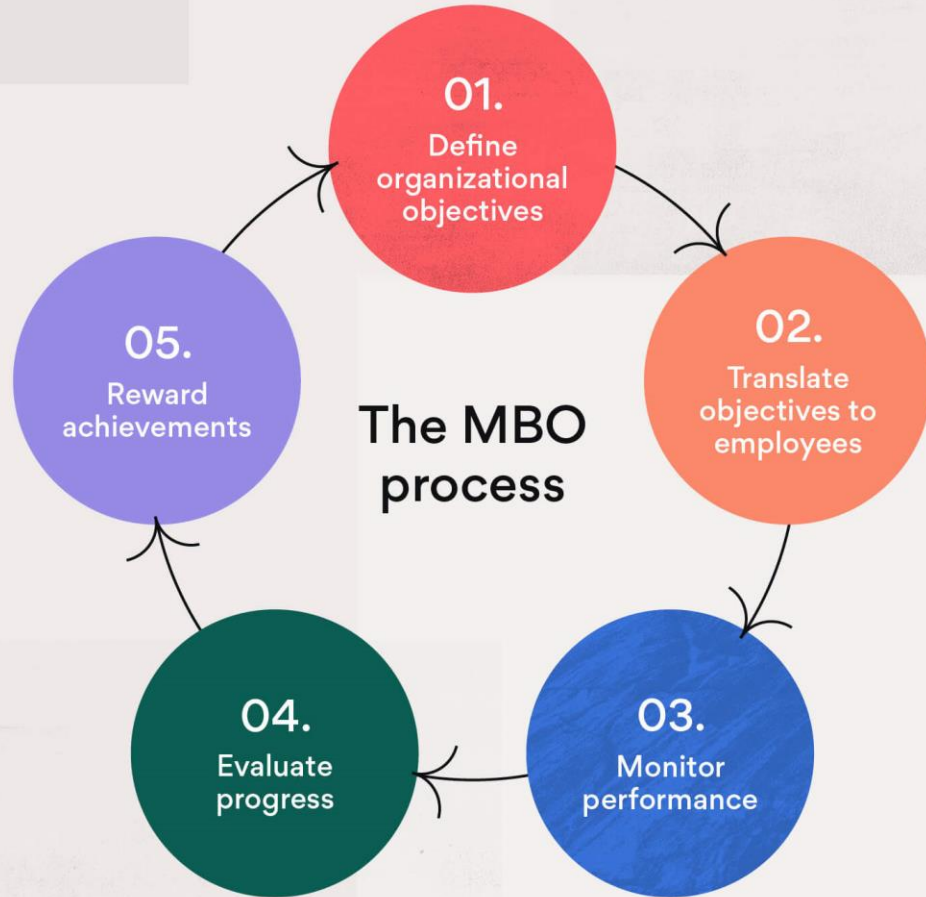 01.
Define
organizational
objectives
02.
Translate
objectives to
employees
03.
Monitor
performance
04.
Evaluate
progress
05.
Reward
achievements
The MBO
process